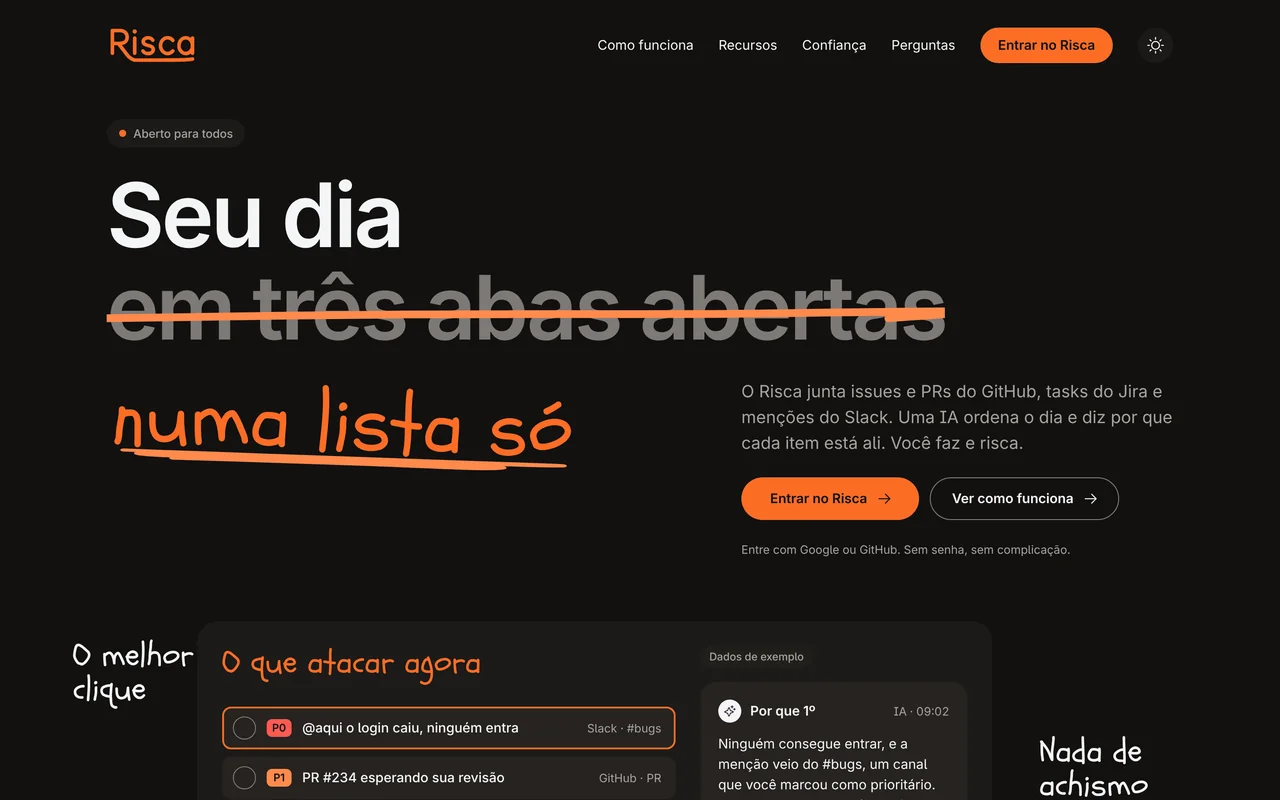 Risca
Como funciona
Recursos
Confiança
Perguntas
Entrar no Risca
Aberto para todos
Seu dia
em três abas abertas
numa lista só
O Risca junta issues e PRs do GitHub, tasks do Jira e
menções do Slack. Uma IA ordena o dia e diz por que
cada item está ali. Você faz e risca.
Entrar no Risca
Ver como funciona
Entre com Google ou GitHub. Sem senha, sem complicação.
O melhor
clique
O que atacar agora
P0 @aqui o login caiu, ninguém entra Slack · #bugs
P1 PR #234 esperando sua revisão GitHub · PR
Dados de exemplo
Por que 1º IA · 09:02
Ninguém consegue entrar, e a
menção veio do #bugs, um canal
que você marcou como prioritário.
Nada de
achismo